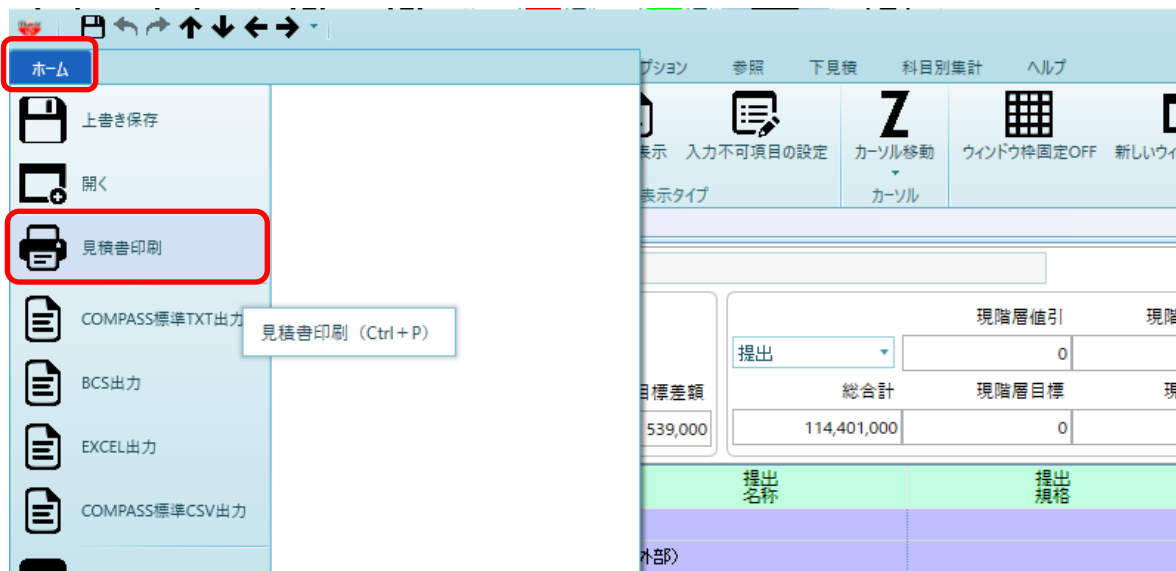 ホーム
プション 参照 下見積 科目別集計 ヘルプ
上書き保存
開く
見積書印刷
COMPASS標準TXT出力
見積書印刷（Ctrl＋P）
BCS出力
EXCEL出力
COMPASS標準CSV出力
表示 入力不可項目の設定 カーソル移動 ウィンドウ枠固定OFF 新しいウィ
表示タイプ カーソル
現階層値引 現階
提出 0
目標差額 総合計 現階層目標 現
539,000 114,401,000 0
提出
名称
提出
規格
外部）